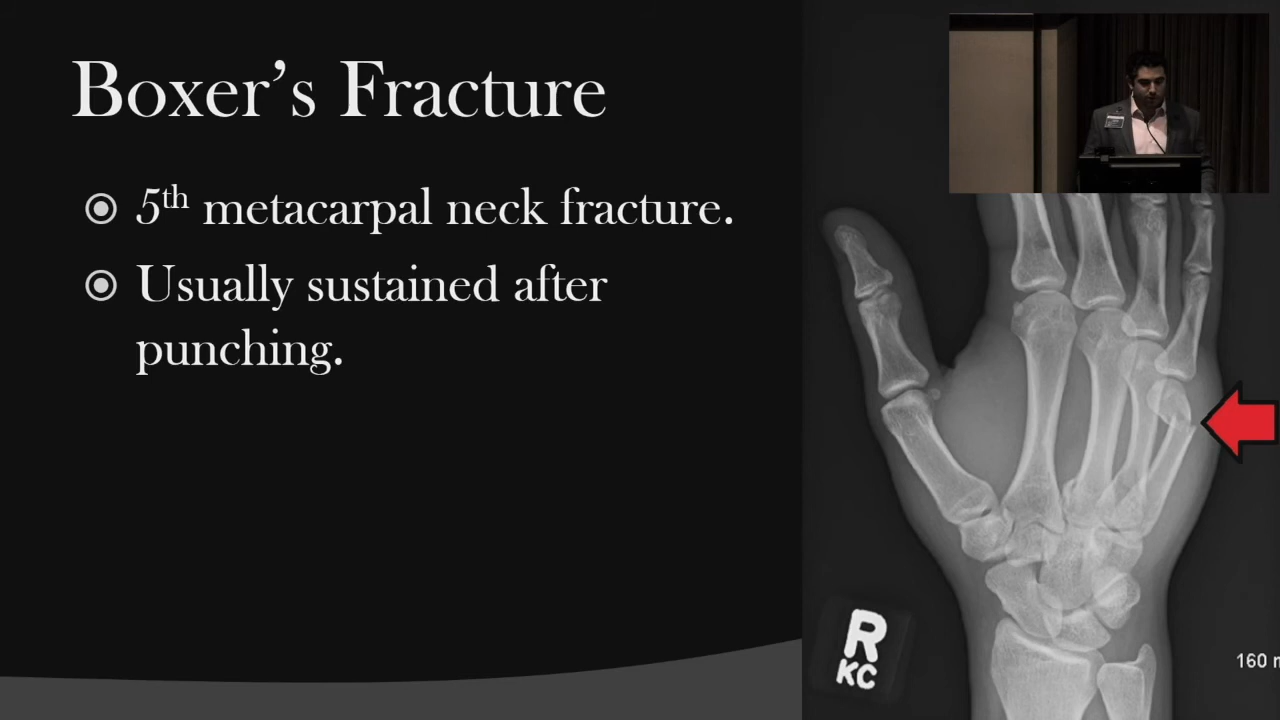 Boxer's Fracture
5th metacarpal neck fracture.
Usually sustained after
punching.
R
KC
160